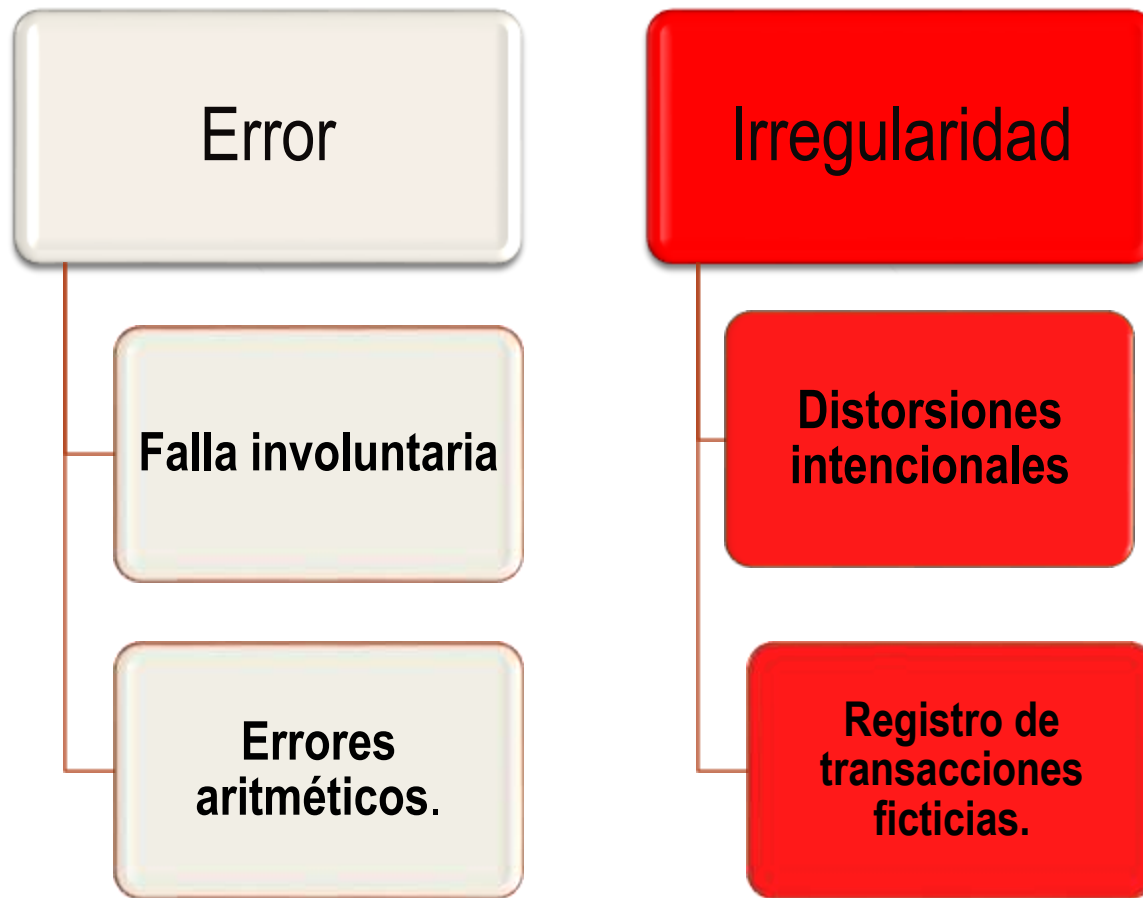 Error
Falla involuntaria
Errores
aritméticos.
Irregularidad
Distorsiones
intencionales
Registro de
transacciones
ficticias.